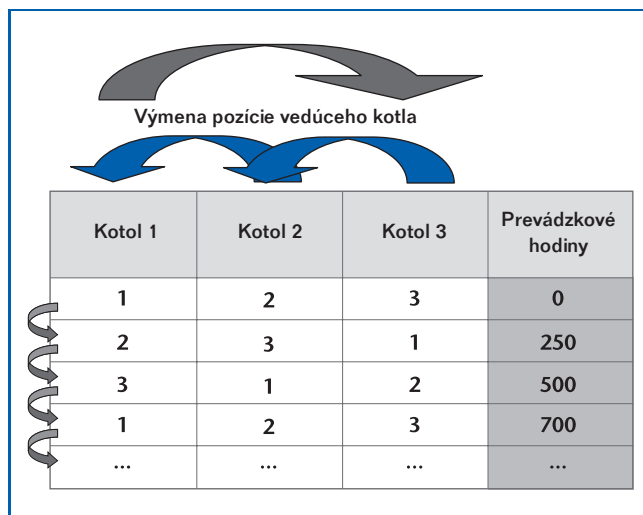 Výmena pozície vedúceho kotla
Kotol 1 Kotol 2 Kotol 3 Prevádzkové
hodiny
1 2 3 0
2 3 1 250
3 1 2 500
1 2 3 700
... ... ... ...